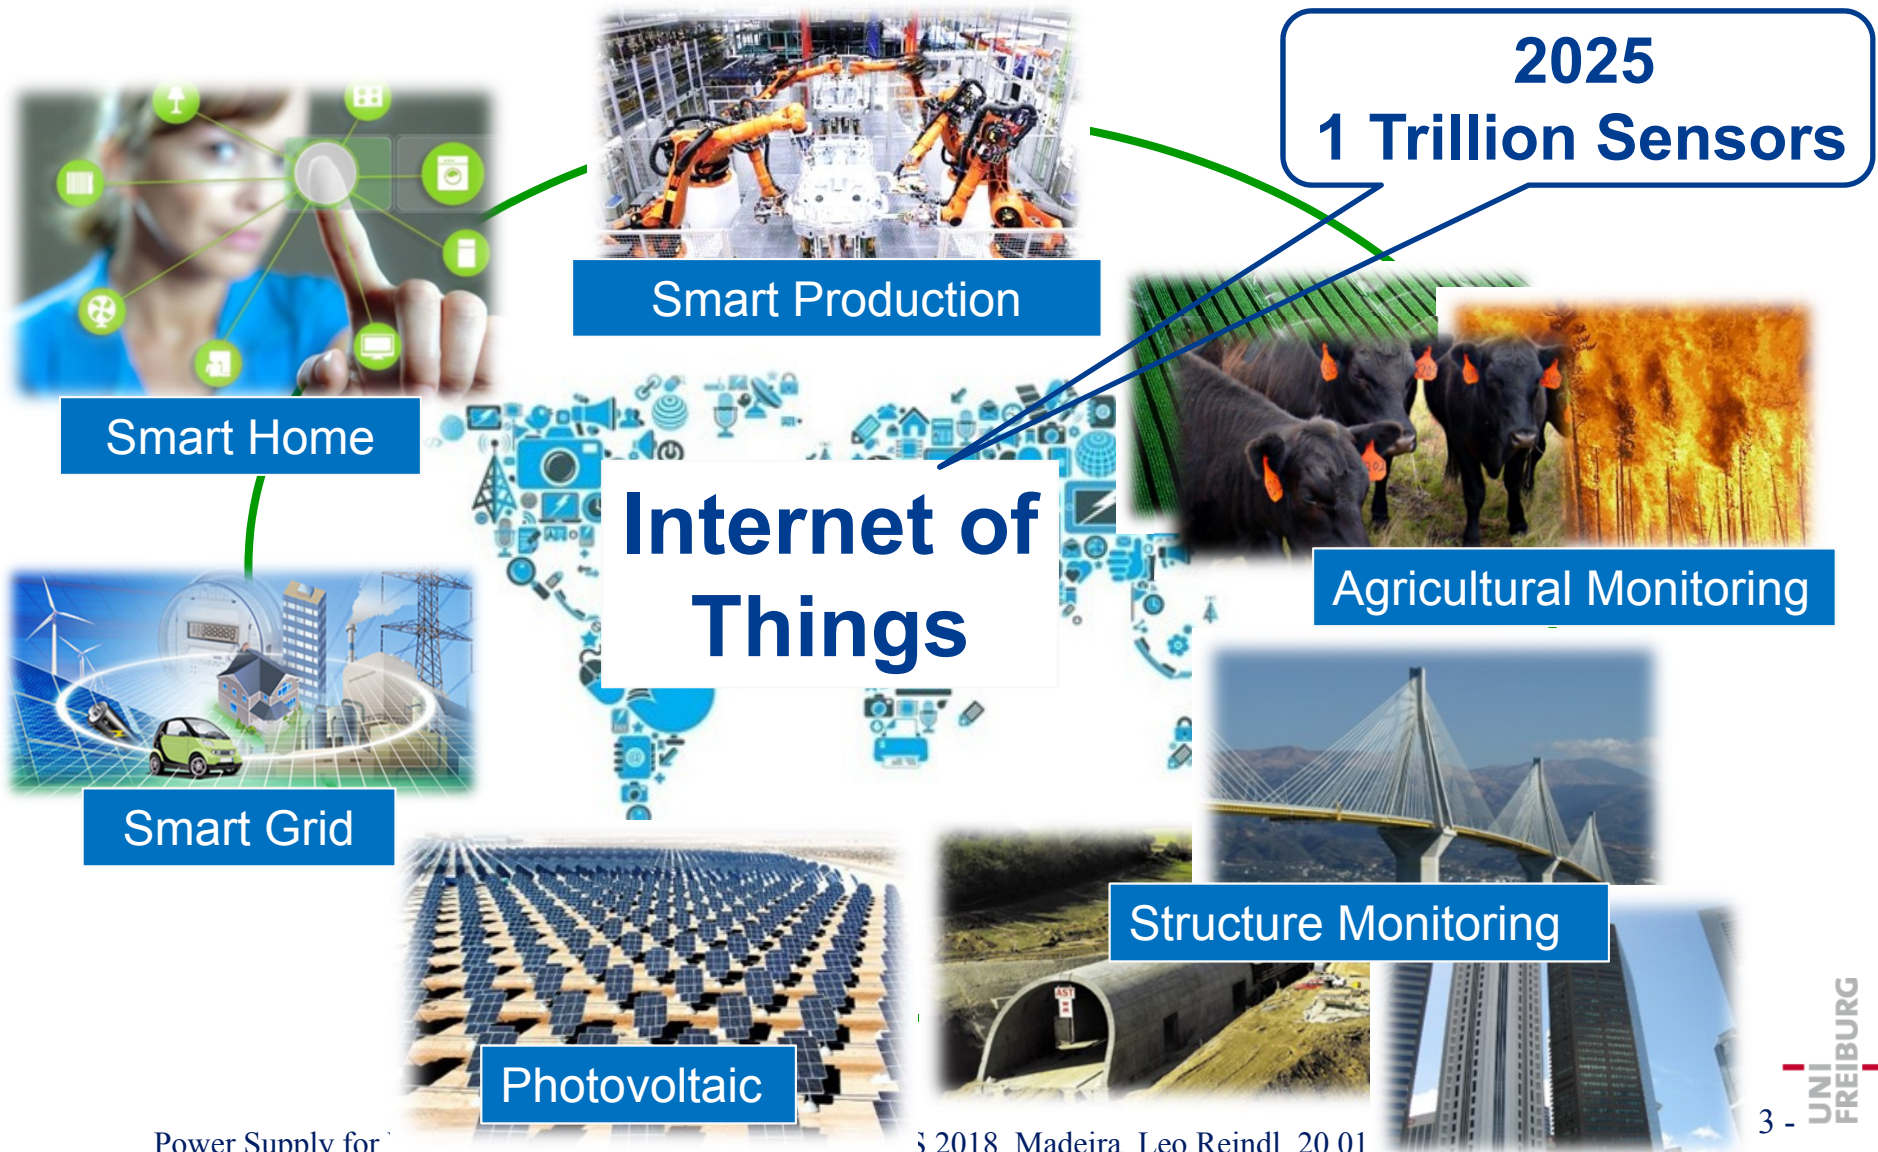 2025
1 Trillion Sensors
Smart Production
Smart Home
Internet of
Things
Agricultural Monitoring
Smart Grid
Structure Monitoring
AST
Photovoltaic
Power Supply for
S 2018 Madeira Leo Reindl 20 01
3 -
UNI
FREIBURG